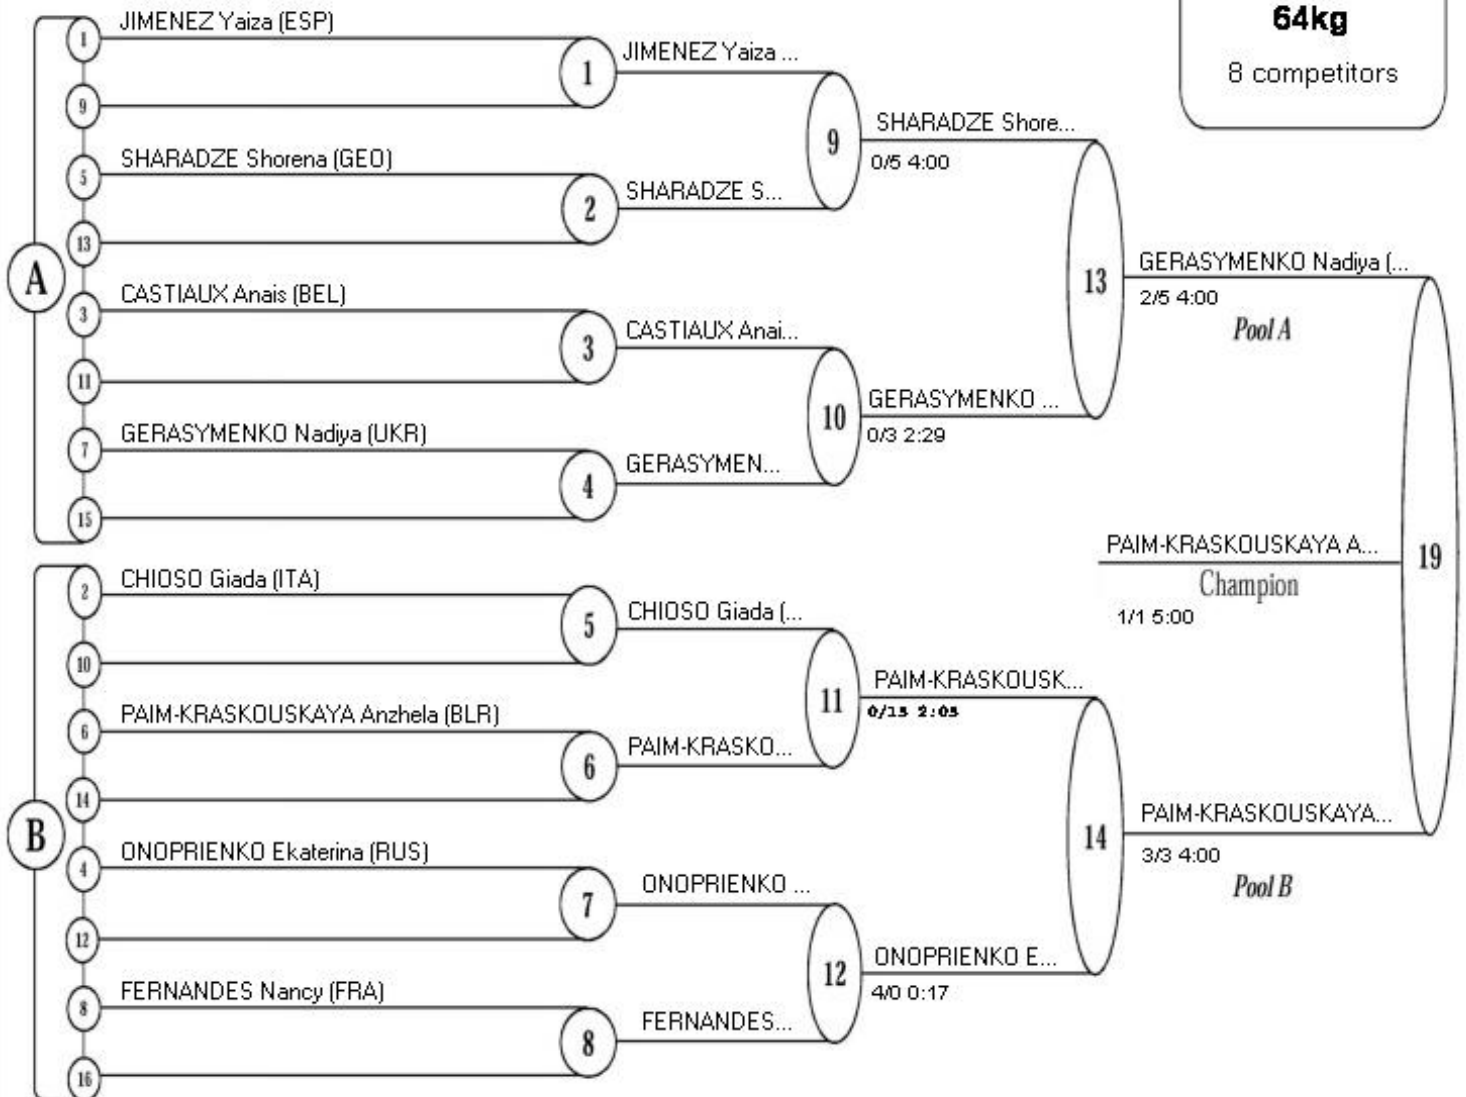 64kg
8 competitors
A
1
JIMENEZ Yaiza (ESP)
9
1
JIMENEZ Yaiza ...
5
SHARADZE Shorena (GEO)
13
2
SHARADZE S...
9
SHARADZE Shore...
0/5 4:00
3
CASTIAUX Anais (BEL)
11
3
CASTIAUX Anai...
7
GERASYMENKO Nadiya (UKR)
15
4
GERASYMEN...
10
GERASYMENKO ...
0/3 2:29
13
GERASYMENKO Nadiya (...
2/5 4:00
Pool A
B
2
CHIOSO Giada (ITA)
10
5
CHIOSO Giada (...
6
PAIM-KRASKOUSKAYA Anzhela (BLR)
14
6
PAIM-KRASKO...
11
PAIM-KRASKOUSK...
0/13 2:03
4
ONOPRIENKO Ekaterina (RUS)
12
7
ONOPRIENKO ...
8
FERNANDES Nancy (FRA)
16
8
FERNANDES...
12
ONOPRIENKO E...
4/0 0:17
14
PAIM-KRASKOUSKAYA...
3/3 4:00
Pool B
19
PAIM-KRASKOUSKAYA A...
Champion
1/1 5:00